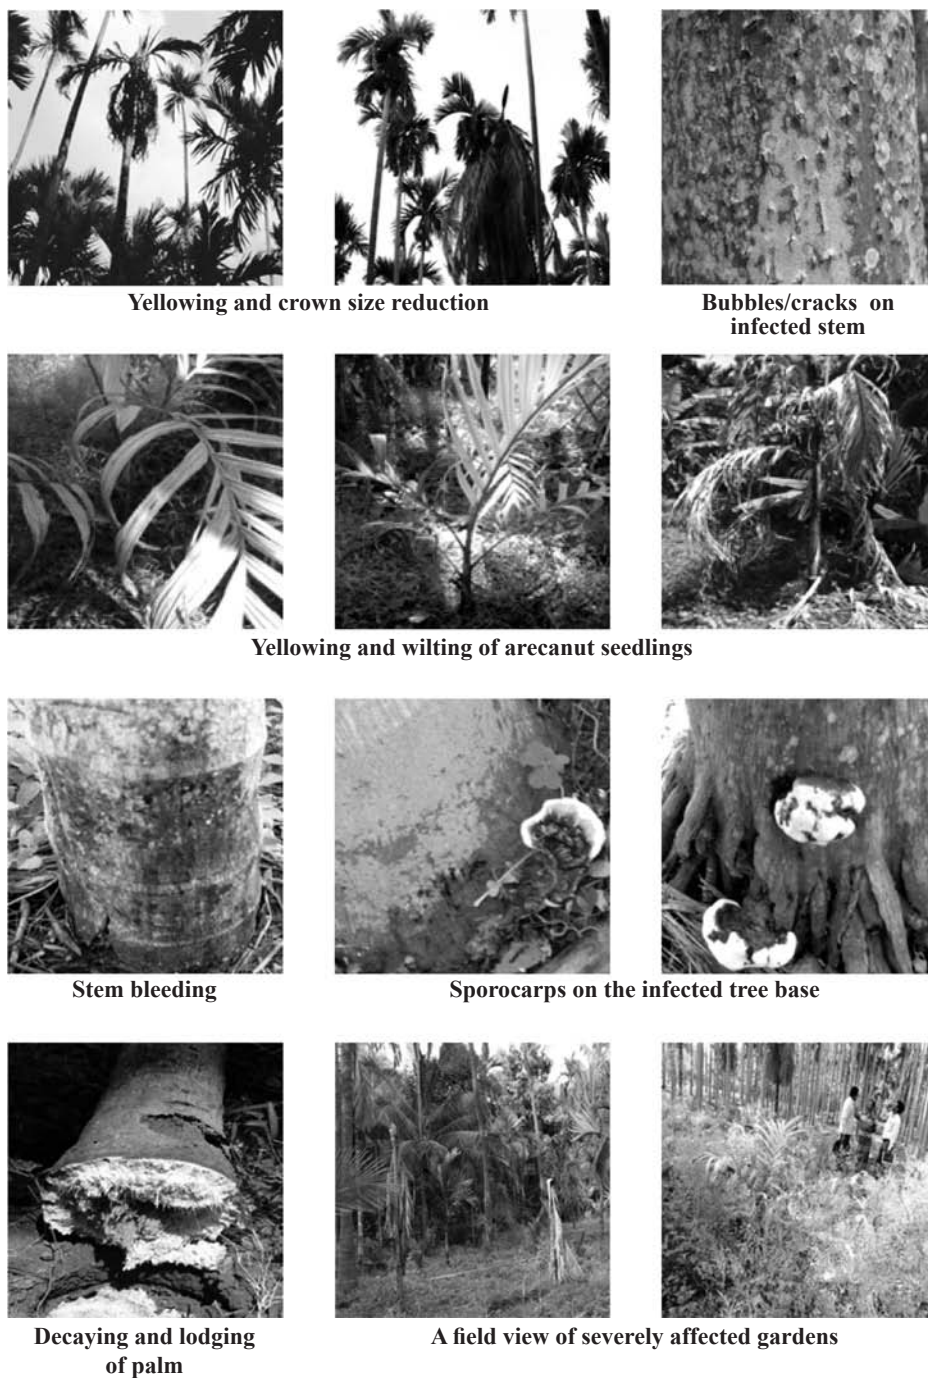 Yellowing and crown size reduction
Bubbles/cracks on
infected stem
Yellowing and wilting of arecanut seedlings
Stem bleeding
Sporocarps on the infected tree base
Decaying and lodging
of palm
A field view of severely affected gardens